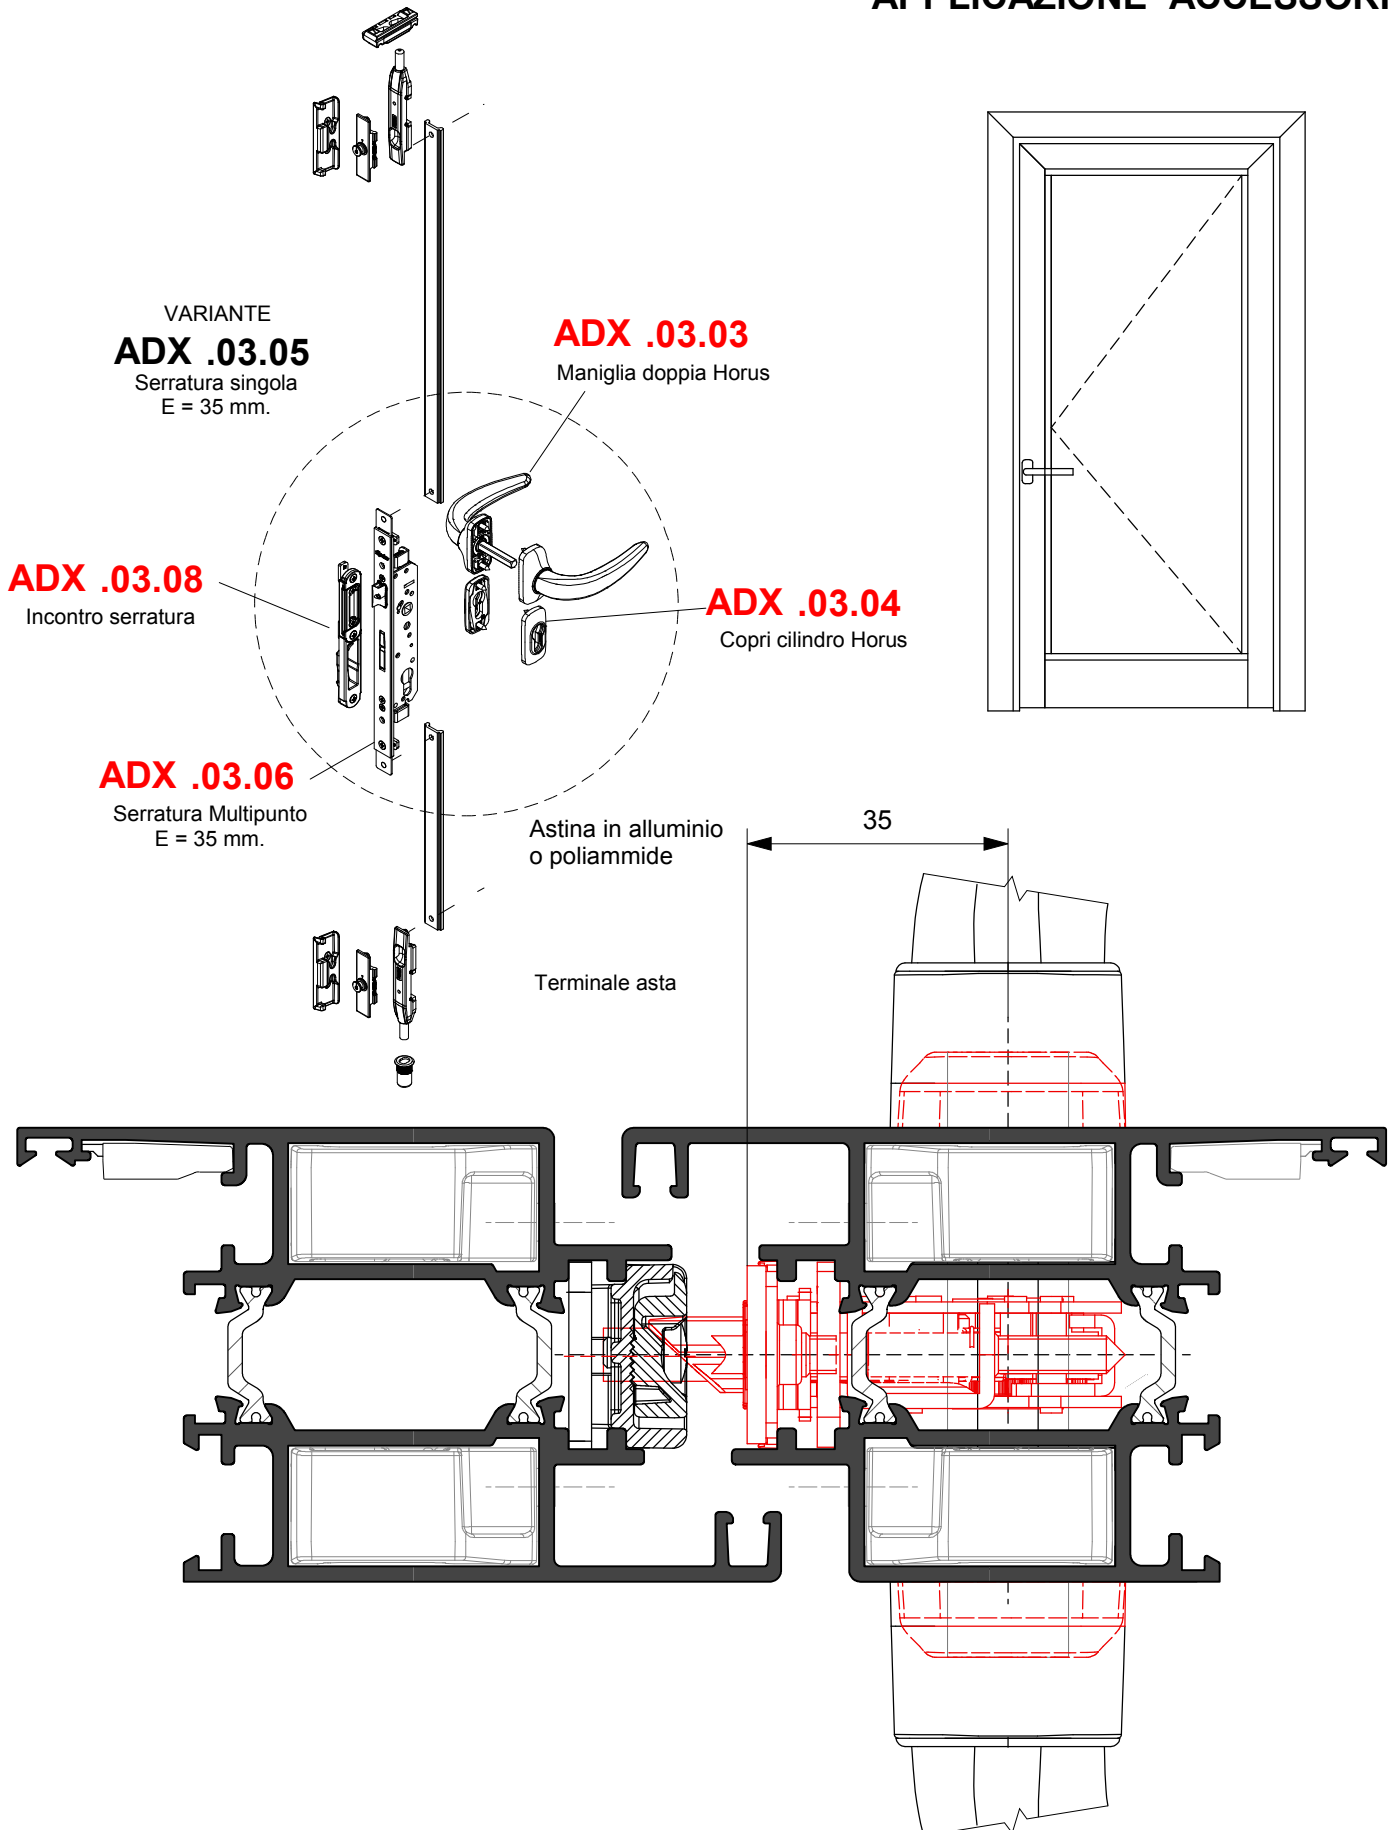 APPLICAZIONE ACCESSORI
VARIANTE
ADX .03.05
Serratura singola
E = 35 mm.
ADX .03.03
Maniglia doppia Horus
ADX .03.08
Incontro serratura
ADX .03.04
Copri cilindro Horus
ADX .03.06
Serratura Multipunto
E = 35 mm.
Astina in alluminio
o poliammide
35
Terminale asta